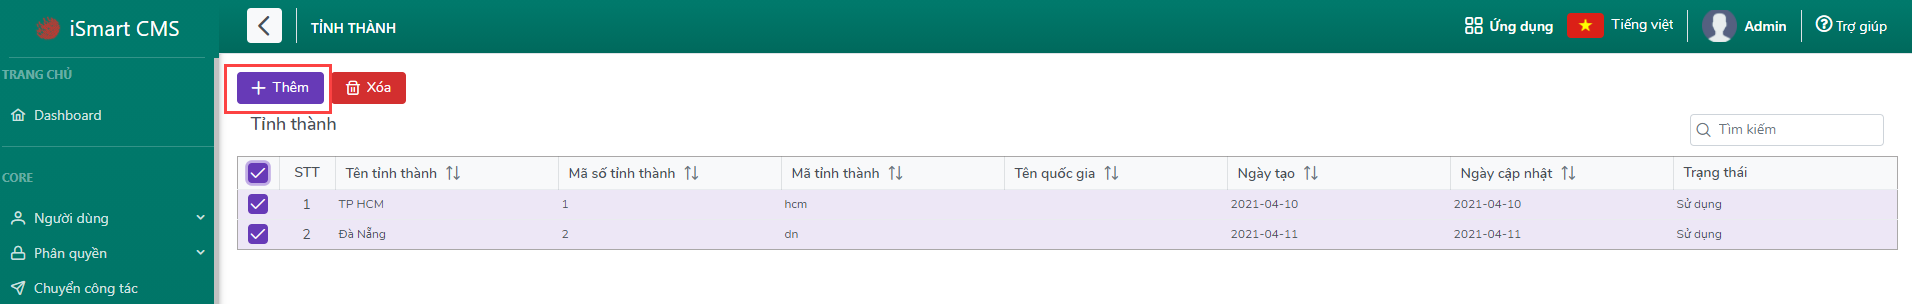 iSmart CMS
TỈNH THÀNH
Ứng dụng
Tiếng việt
Admin
Trợ giúp
TRANG CHỦ
Dashboard
CORE
Người dùng
Phân quyền
Chuyển công tác
Thêm
Xóa
Tỉnh thành
Tìm kiếm
STT Tên tỉnh thành Mã số tỉnh thành Mã tỉnh thành Tên quốc gia Ngày tạo Ngày cập nhật Trạng thái
1 TP HCM 1 hcm 2021-04-10 2021-04-10 Sử dụng
2 Đà Nẵng 2 dn 2021-04-11 2021-04-11 Sử dụng